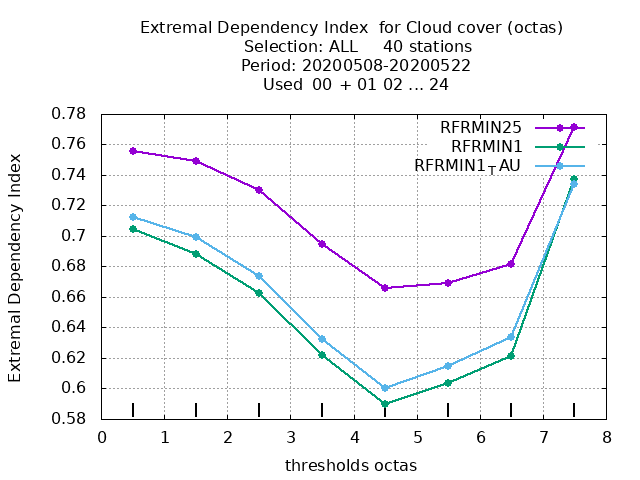 Extremal Dependency Index  for Cloud cover (octas)
Selection: ALL     40 stations
Period: 20200508-20200522
Used  00 + 01 02 ... 24
RFRMIN25
RFRMIN1
RFRMIN1TAU
Extremal Dependency Index
0.78
0.76
0.74
0.72
0.7
0.68
0.66
0.64
0.62
0.6
0.58
0 1 2 3 4 5 6 7 8
thresholds octas